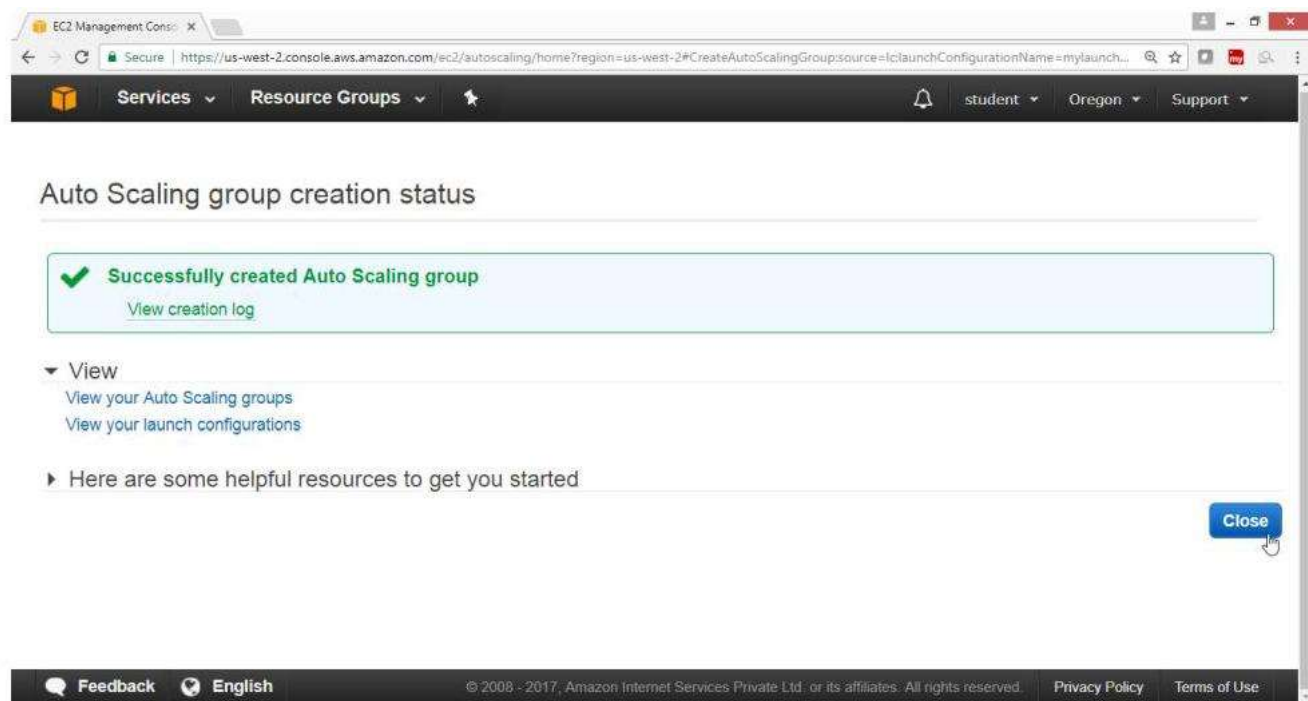 EC2 Management Conso
Secure | https://us-west-2.console.aws.amazon.com/ec2/autoscaling/home?region=us-west-2#CreateAutoScalingGroup:source=lc;launchConfigurationName=mylaunch...
Services Resource Groups student Oregon Support
Auto Scaling group creation status
Successfully created Auto Scaling group
View creation log
View
View your Auto Scaling groups
View your launch configurations
Here are some helpful resources to get you started
Close
Feedback English © 2008 - 2017, Amazon Internet Services Private Ltd. or its affiliates. All rights reserved. Privacy Policy Terms of Use